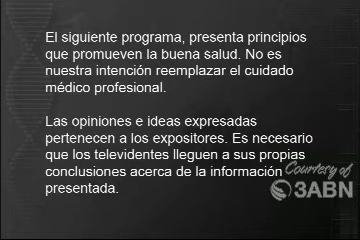 El siguiente programa, presenta principios
que promueven la buena salud. No es
nuestra intención reemplazar el cuidado
médico profesional.
Las opiniones e ideas expresadas
pertenecen a los expositores. Es necesario
que los televidentes lleguen a sus propias
conclusiones acerca de la información
presentada.
Courtesy of
3ABN